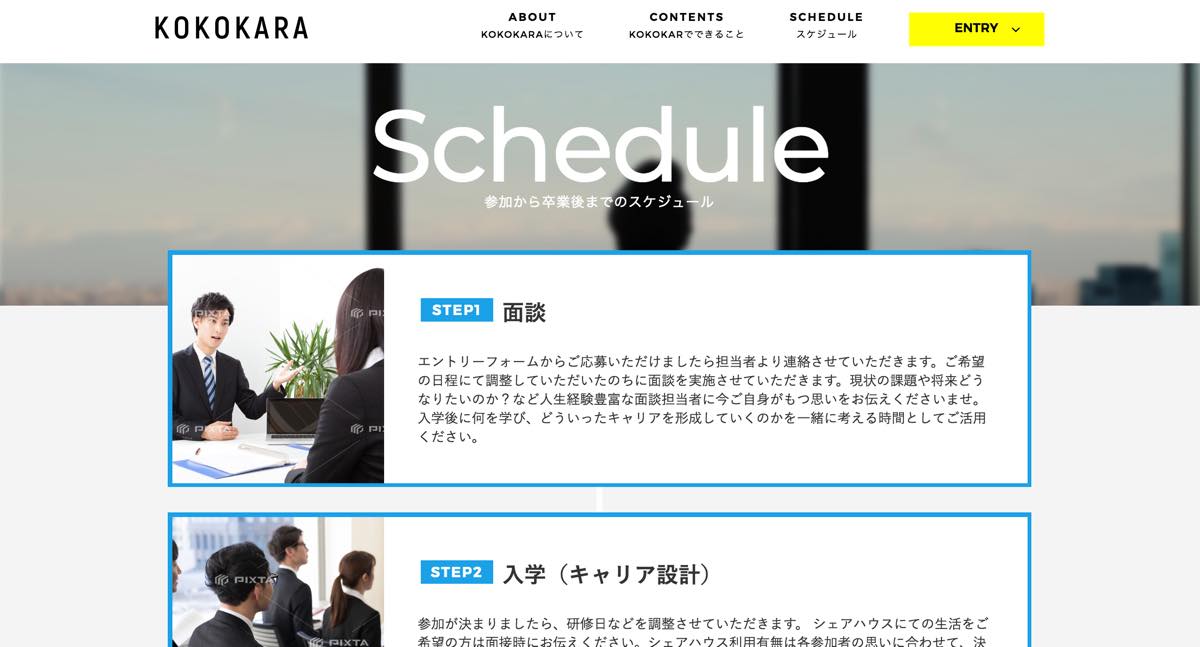 KOKOKARA
ABOUT
KOKOKARAについて
CONTENTS
KOKOKARでできること
SCHEDULE
スケジュール
ENTRY
Schedule
参加から卒業後までのスケジュール
PIXTA
PIX
PIXTA
PIX
STEP1 面談
エントリーフォームからご応募いただけましたら担当者より連絡させていただきます。ご希望
の日程にて調整していただいたのちに面談を実施させていただきます。現状の課題や将来どう
なりたいのか？など人生経験豊富な面談担当者に今ご自身がもつ思いをお伝えくださいませ。
入学後に何を学び、どういったキャリアを形成していくのかを一緒に考える時間としてご活用
ください。
PIXTA
PIXTA
STEP2 入学（キャリア設計）
参加が決まりましたら、研修日などを調整させていただきます。 シェアハウスにての生活をご
希望の方は面接時にお伝えください。シェアハウス利用有無は各参加者の思いに合わせて、決